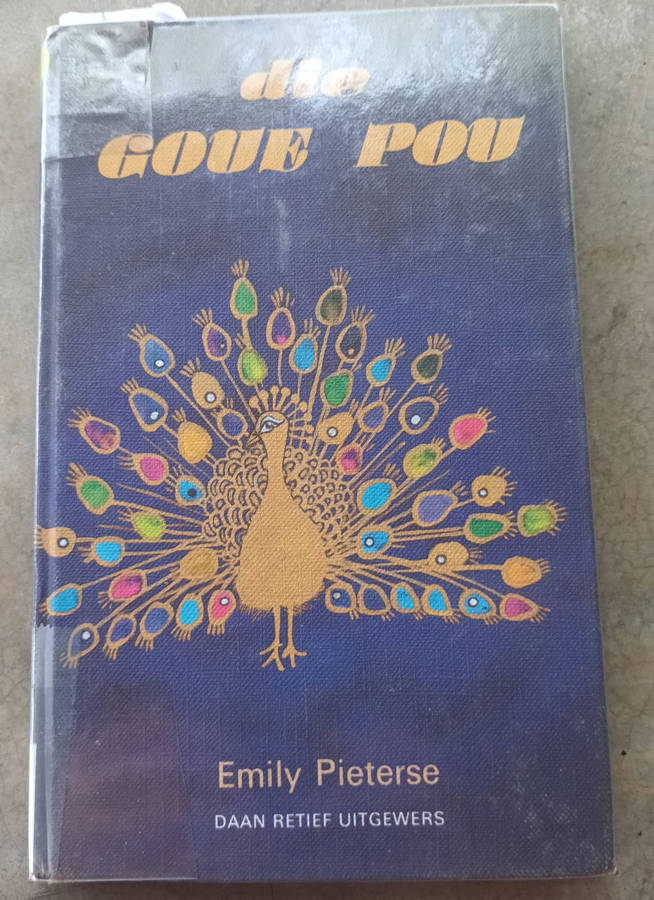 die
GOUE POU
Emily Pieterse
DAAN RETIEF UITGEWERS